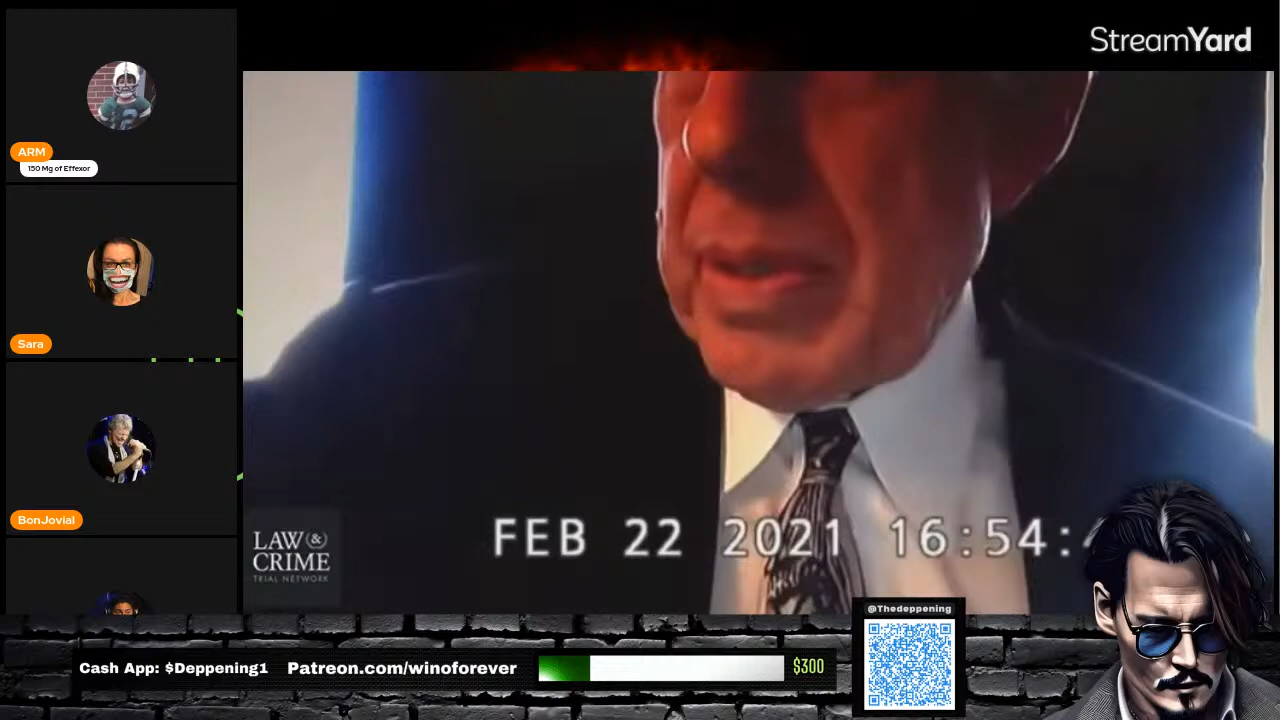 StreamYard
ARM
150 Mg of Effexor
Sara
BonJovial
LAW &
CRIME
TRIAL NETWORK
FEB 22 2021 16:54:
@Thedeppening
Cash App: $Deppening1 Patreon.com/winoforever
$300